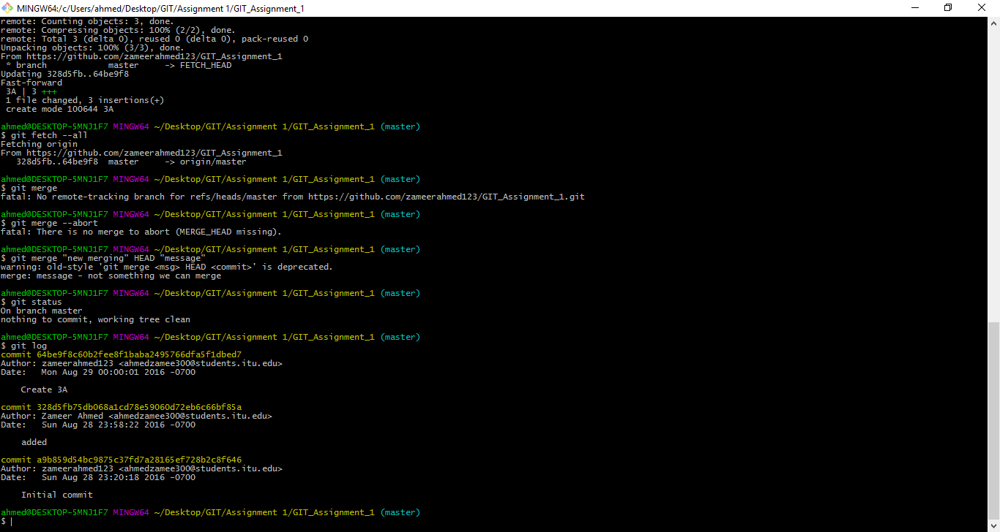 MINGW64:/c/Users/ahmed/Desktop/GIT/Assignment 1/GIT_Assignment_1
remote: Counting objects: 3, done.
remote: Compressing objects: 100% (2/2), done.
remote: Total 3 (delta 0), reused 0 (delta 0), pack-reused 0
Unpacking objects: 100% (3/3), done.
From https://github.com/zameerahmed123/GIT_Assignment_1
 * branch            master     -> FETCH_HEAD
Updating 328d5fb..64be9f8
Fast-forward
 3A | 3 +++
 1 file changed, 3 insertions(+)
 create mode 100644 3A
ahmed@DESKTOP-5MNJ1F7 MINGW64 ~/Desktop/GIT/Assignment 1/GIT_Assignment_1 (master)
$ git fetch --all
Fetching origin
From https://github.com/zameerahmed123/GIT_Assignment_1
   328d5fb..64be9f8  master     -> origin/master
ahmed@DESKTOP-5MNJ1F7 MINGW64 ~/Desktop/GIT/Assignment 1/GIT_Assignment_1 (master)
$ git merge
fatal: No remote-tracking branch for refs/heads/master from https://github.com/zameerahmed123/GIT_Assignment_1.git
ahmed@DESKTOP-5MNJ1F7 MINGW64 ~/Desktop/GIT/Assignment 1/GIT_Assignment_1 (master)
$ git merge --abort
fatal: There is no merge to abort (MERGE_HEAD missing).
ahmed@DESKTOP-5MNJ1F7 MINGW64 ~/Desktop/GIT/Assignment 1/GIT_Assignment_1 (master)
$ git merge "new merging" HEAD "message"
warning: old-style 'git merge <msg> HEAD <commit>' is deprecated.
merge: message - not something we can merge
ahmed@DESKTOP-5MNJ1F7 MINGW64 ~/Desktop/GIT/Assignment 1/GIT_Assignment_1 (master)
$ git status
On branch master
nothing to commit, working tree clean
ahmed@DESKTOP-5MNJ1F7 MINGW64 ~/Desktop/GIT/Assignment 1/GIT_Assignment_1 (master)
$ git log
commit 64be9f8c60b2fee8f1baba2495766dfa5f1dbed7
Author: zameerahmed123 <ahmedzamee300@students.itu.edu>
Date:   Mon Aug 29 00:00:01 2016 -0700
    Create 3A
commit 328d5fb75db068a1cd78e59060d72eb6c66bf85a
Author: Zameer Ahmed <ahmedzamee300@students.itu.edu>
Date:   Sun Aug 28 23:58:22 2016 -0700
    added
commit a9b859d54bc9875c37fd7a28165ef728b2c8f646
Author: zameerahmed123 <ahmedzamee300@students.itu.edu>
Date:   Sun Aug 28 23:20:18 2016 -0700
    Initial commit
ahmed@DESKTOP-5MNJ1F7 MINGW64 ~/Desktop/GIT/Assignment 1/GIT_Assignment_1 (master)
$